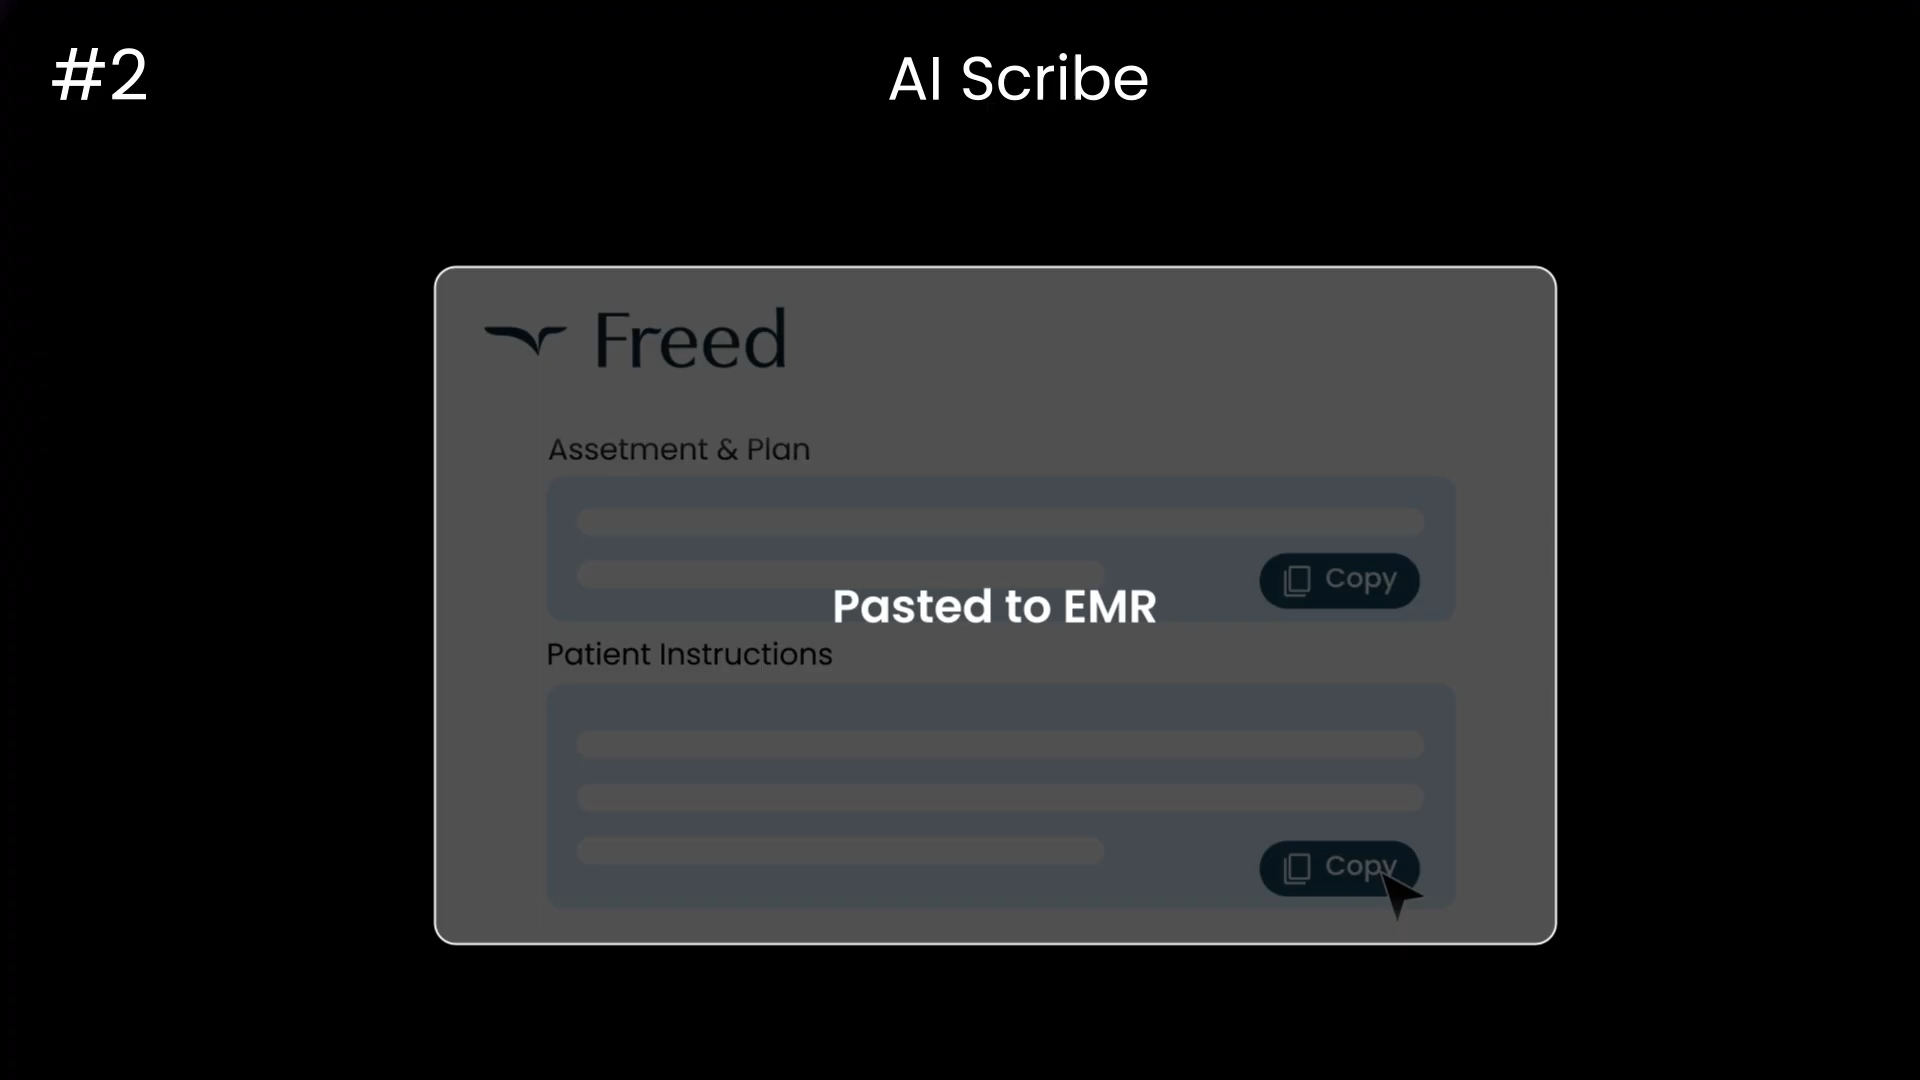 #2
AI Scribe
Freed
Assetment & Plan
Copy
Pasted to EMR
Patient Instructions
Copy